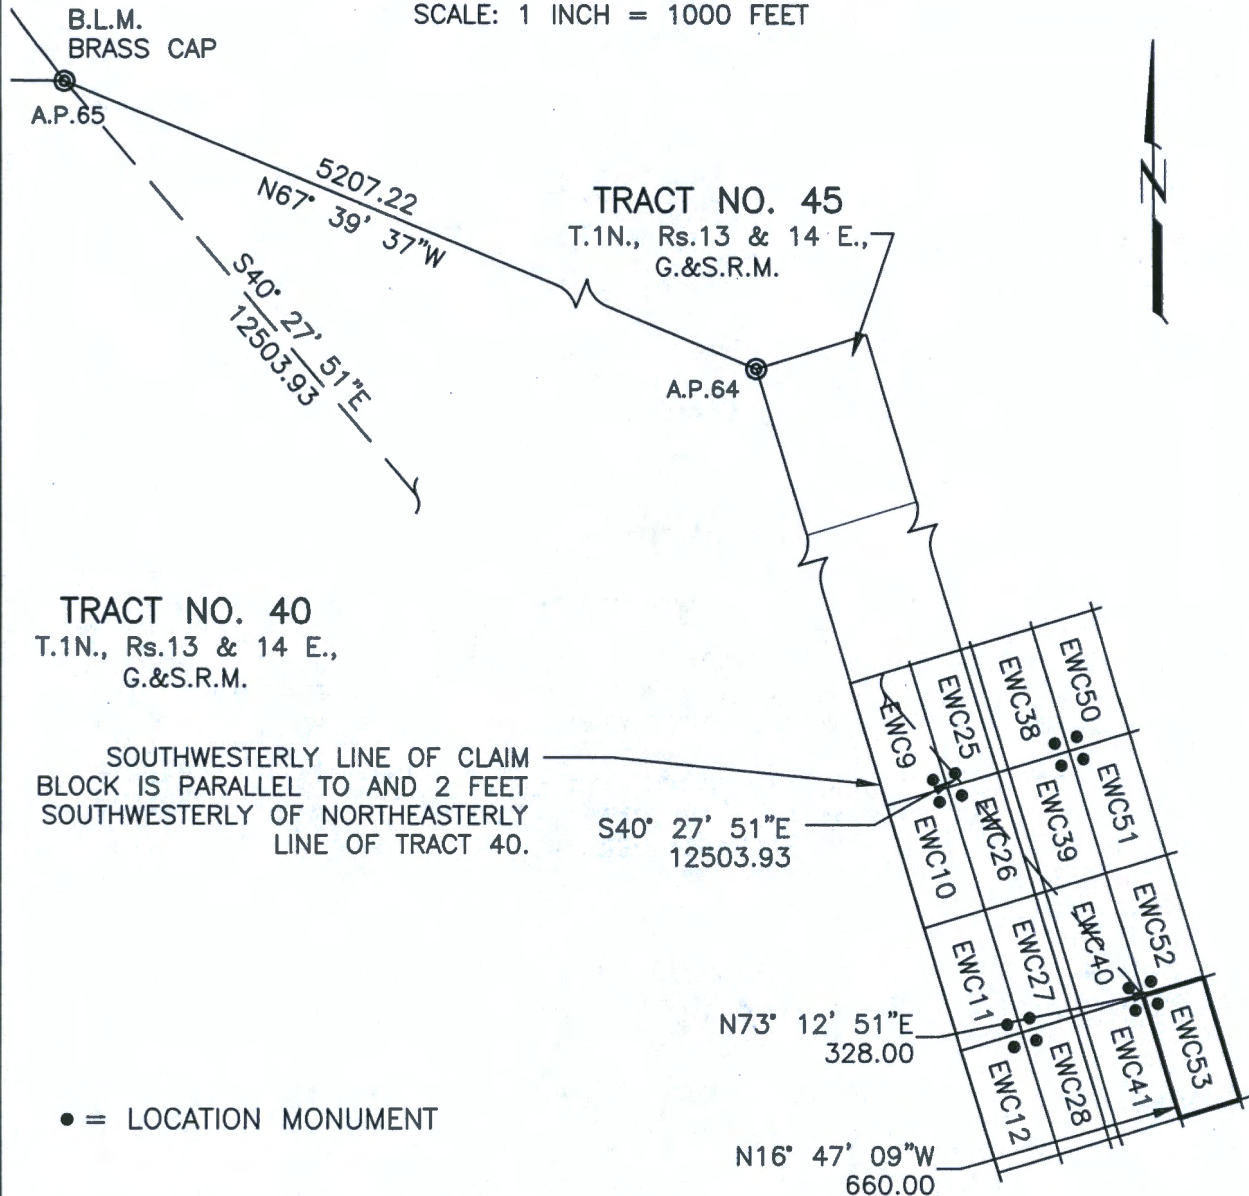 SCALE: 1 INCH = 1000 FEET
B.L.M.
BRASS CAP
A.P.65
5207.22
N67° 39' 37"W
S40° 27' 51"E
12503.93
TRACT NO. 45
T.1N., Rs.13 & 14 E.,
G.&S.R.M.
N
A.P.64
TRACT NO. 40
T.1N., Rs.13 & 14 E.,
G.&S.R.M.
SOUTHWESTERLY LINE OF CLAIM
BLOCK IS PARALLEL TO AND 2 FEET
SOUTHWESTERLY OF NORTHEASTERLY
LINE OF TRACT 40.
EWC9
EWC25
EWC38
EWC50
S40° 27' 51"E
12503.93
EWC10
EWC26
EWC39
EWC51
EWC11
EWC27
EWC40
EWC52
N73° 12' 51"E
328.00
EWC12
EWC28
EWC41
EWC53
● = LOCATION MONUMENT
N16° 47' 09"W
660.00